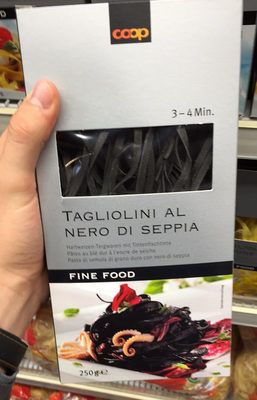 coop
3-4 Min.
TAGLIOLINI AL
NERO DI SEPPIA
Hartweizen-Teigwaren mit Tintenfischtinte
Pâtes au blé dur à l'encre de seiche
Pasta di semola di grano duro con nero di seppia
FINE FOOD
250g e